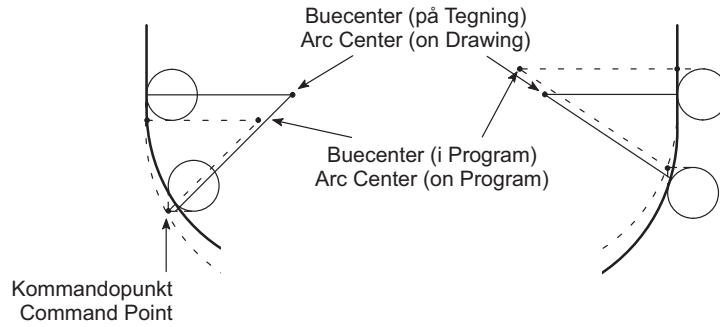 Buecenter (på Tegning)
Arc Center (on Drawing)
Buecenter (i Program)
Arc Center (on Program)
Kommandopunkt
Command Point